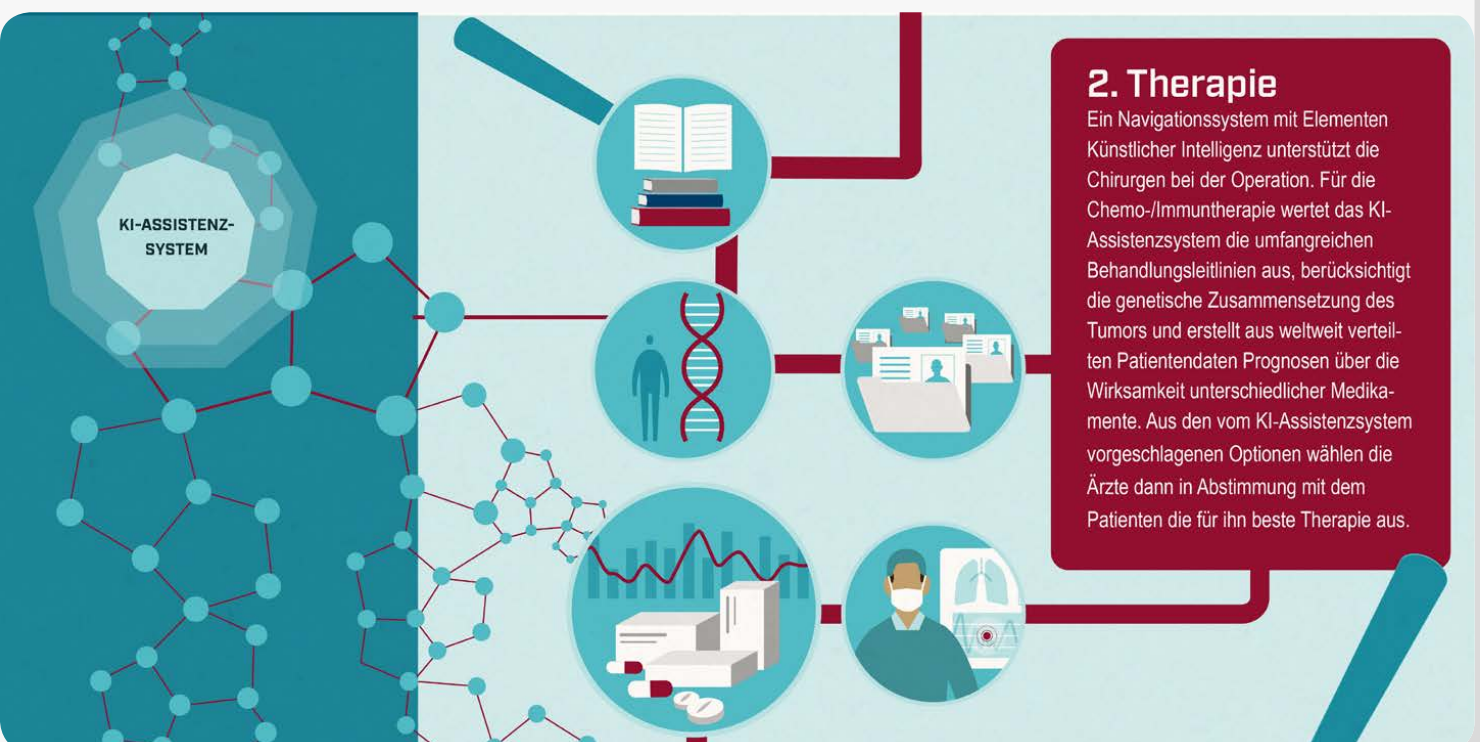 KI-ASSISTENZ-
SYSTEM
2. Therapie
Ein Navigationssystem mit Elementen
Künstlicher Intelligenz unterstützt die
Chirurgen bei der Operation. Für die
Chemo-/Immuntherapie wertet das KI-
Assistenzsystem die umfangreichen
Behandlungsleitlinien aus, berücksichtigt
die genetische Zusammensetzung des
Tumors und erstellt aus weltweit verteil-
ten Patientendaten Prognosen über die
Wirksamkeit unterschiedlicher Medika-
mente. Aus den vom KI-Assistenzsystem
vorgeschlagenen Optionen wählen die
Ärzte dann in Abstimmung mit dem
Patienten die für ihn beste Therapie aus.